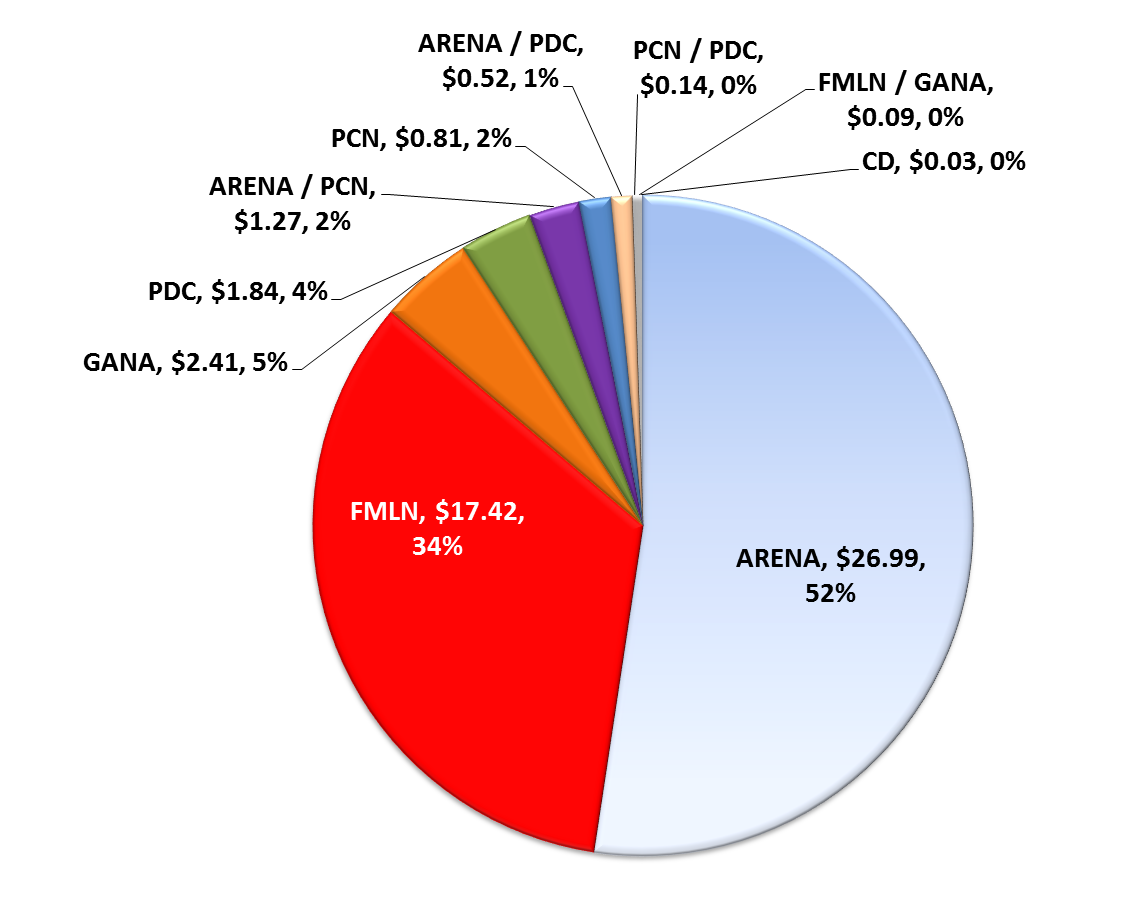 ARENA / PDC,
$0.52, 1%
PCN / PDC,
$0.14, 0%
FMLN / GANA,
$0.09, 0%
PCN, $0.81, 2%
CD, $0.03, 0%
ARENA / PCN,
$1.27, 2%
PDC, $1.84, 4%
GANA, $2.41, 5%
FMLN, $17.42,
34%
ARENA, $26.99,
52%